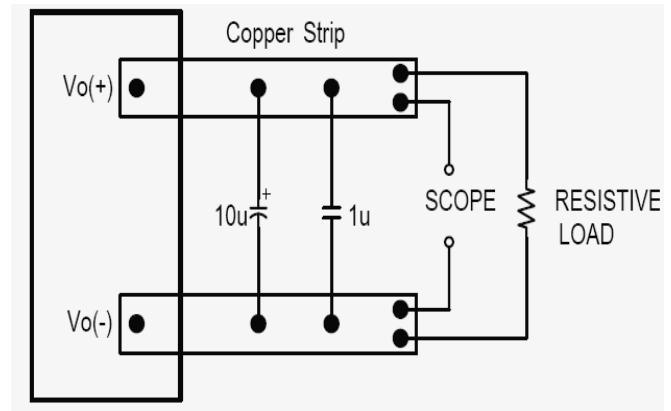 Copper Strip
Vo(+)
10u
+
1u
SCOPE
RESISTIVE
LOAD
Vo(-)